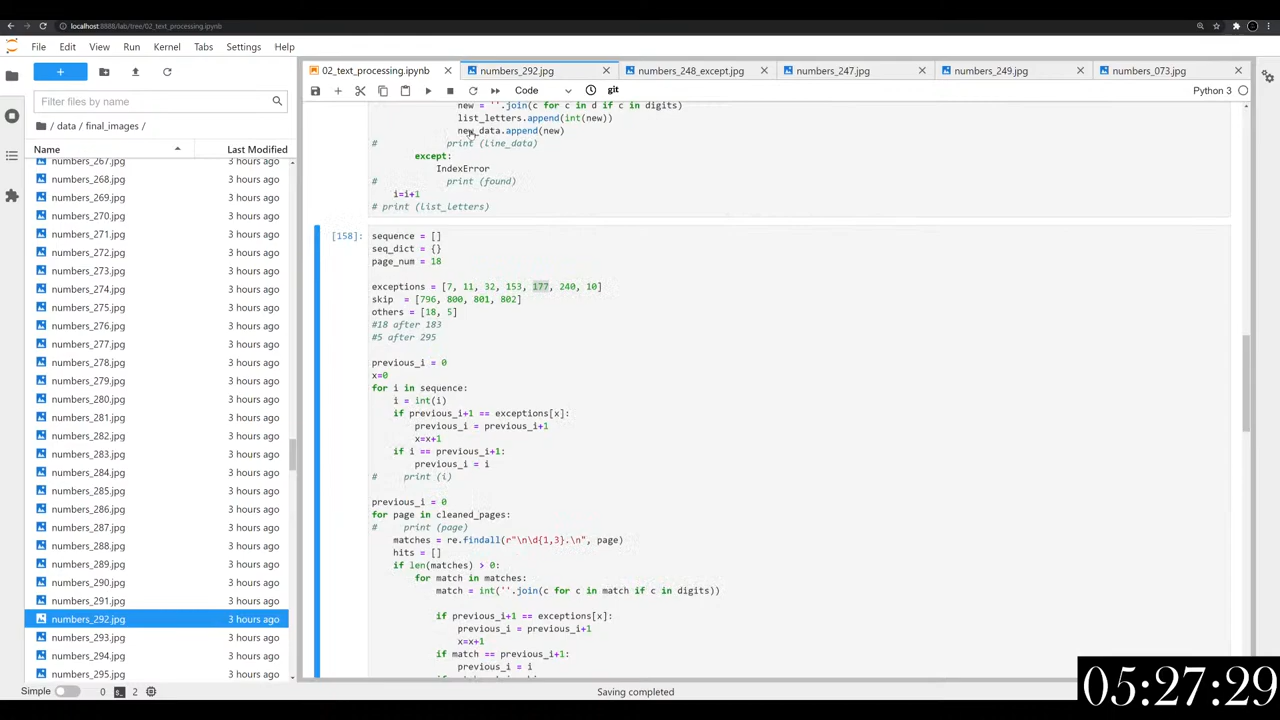 localhost:8888/lab/tree/02_text_processing.ipynb
File Edit View Run Kernel Tabs Settings Help
+
Filter files by name
/ data / final_images /
Name Last Modified
numbers_267.jpg 3 hours ago
numbers_268.jpg 3 hours ago
numbers_269.jpg 3 hours ago
numbers_270.jpg 3 hours ago
numbers_271.jpg 3 hours ago
numbers_272.jpg 3 hours ago
numbers_273.jpg 3 hours ago
numbers_274.jpg 3 hours ago
numbers_275.jpg 3 hours ago
numbers_276.jpg 3 hours ago
numbers_277.jpg 3 hours ago
numbers_278.jpg 3 hours ago
numbers_279.jpg 3 hours ago
numbers_280.jpg 3 hours ago
numbers_281.jpg 3 hours ago
numbers_282.jpg 3 hours ago
numbers_283.jpg 3 hours ago
numbers_284.jpg 3 hours ago
numbers_285.jpg 3 hours ago
numbers_286.jpg 3 hours ago
numbers_287.jpg 3 hours ago
numbers_288.jpg 3 hours ago
numbers_289.jpg 3 hours ago
numbers_290.jpg 3 hours ago
numbers_291.jpg 3 hours ago
numbers_292.jpg 3 hours ago
numbers_293.jpg 3 hours ago
numbers_294.jpg 3 hours ago
numbers_295.jpg 3 hours ago
02_text_processing.ipynb numbers_292.jpg numbers_248_except.jpg numbers_247.jpg numbers_249.jpg numbers_073.jpg
Code git Python 3
new = ''.join(c for c in d if c in digits)
list_letters.append(int(new))
new_data.append(new)
# print (line_data)
except:
IndexError
# print (found)
i=i+1
# print (list_letters)
[158]:
sequence = []
seq_dict = {}
page_num = 18
exceptions = [7, 11, 32, 153, 177, 240, 10]
skip = [796, 800, 801, 802]
others = [18, 5]
#18 after 183
#5 after 295
previous_i = 0
x=0
for i in sequence:
i = int(i)
if previous_i+1 == exceptions[x]:
previous_i = previous_i+1
x=x+1
if i == previous_i+1:
previous_i = i
# print (i)
previous_i = 0
for page in cleaned_pages:
# print (page)
matches = re.findall(r"\n\d{1,3}.\n", page)
hits = []
if len(matches) > 0:
for match in matches:
match = int(''.join(c for c in match if c in digits))
if previous_i+1 == exceptions[x]:
previous_i = previous_i+1
x=x+1
if match == previous_i+1:
previous_i = i
Simple 0 2 Saving completed
05:27:29